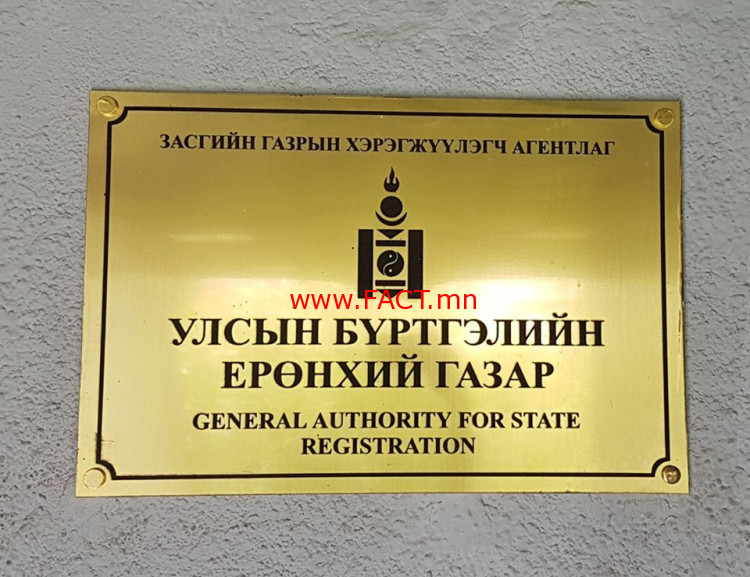 ЗАСГИЙН ГАЗРЫН ХЭРЭГЖҮҮЛЭГЧ АГЕНТЛАГ
www.FACT.mn
УЛСЫН БҮРТГЭЛИЙН
ЕРӨНХИЙ ГАЗАР
GENERAL AUTHORITY FOR STATE
REGISTRATION